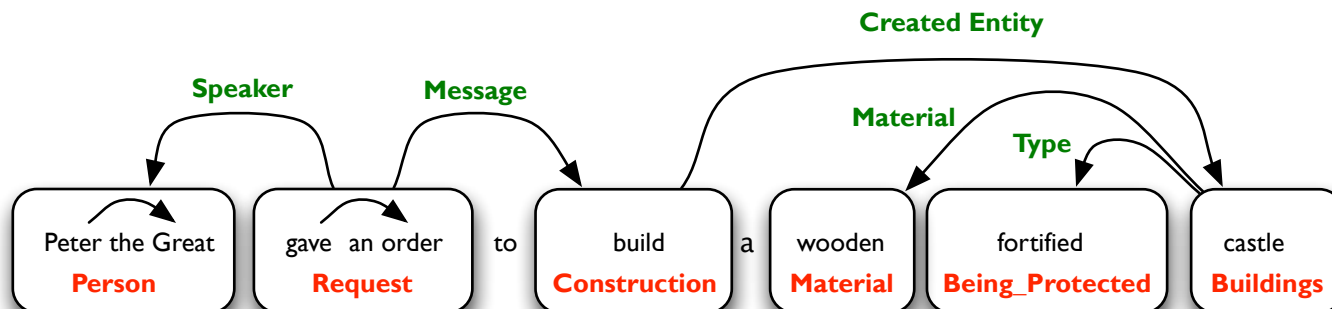 Created Entity
Speaker Message
Material
Type
Peter the Great gave an order to build a wooden fortified castle
Person Request Construction Material Being_Protected Buildings